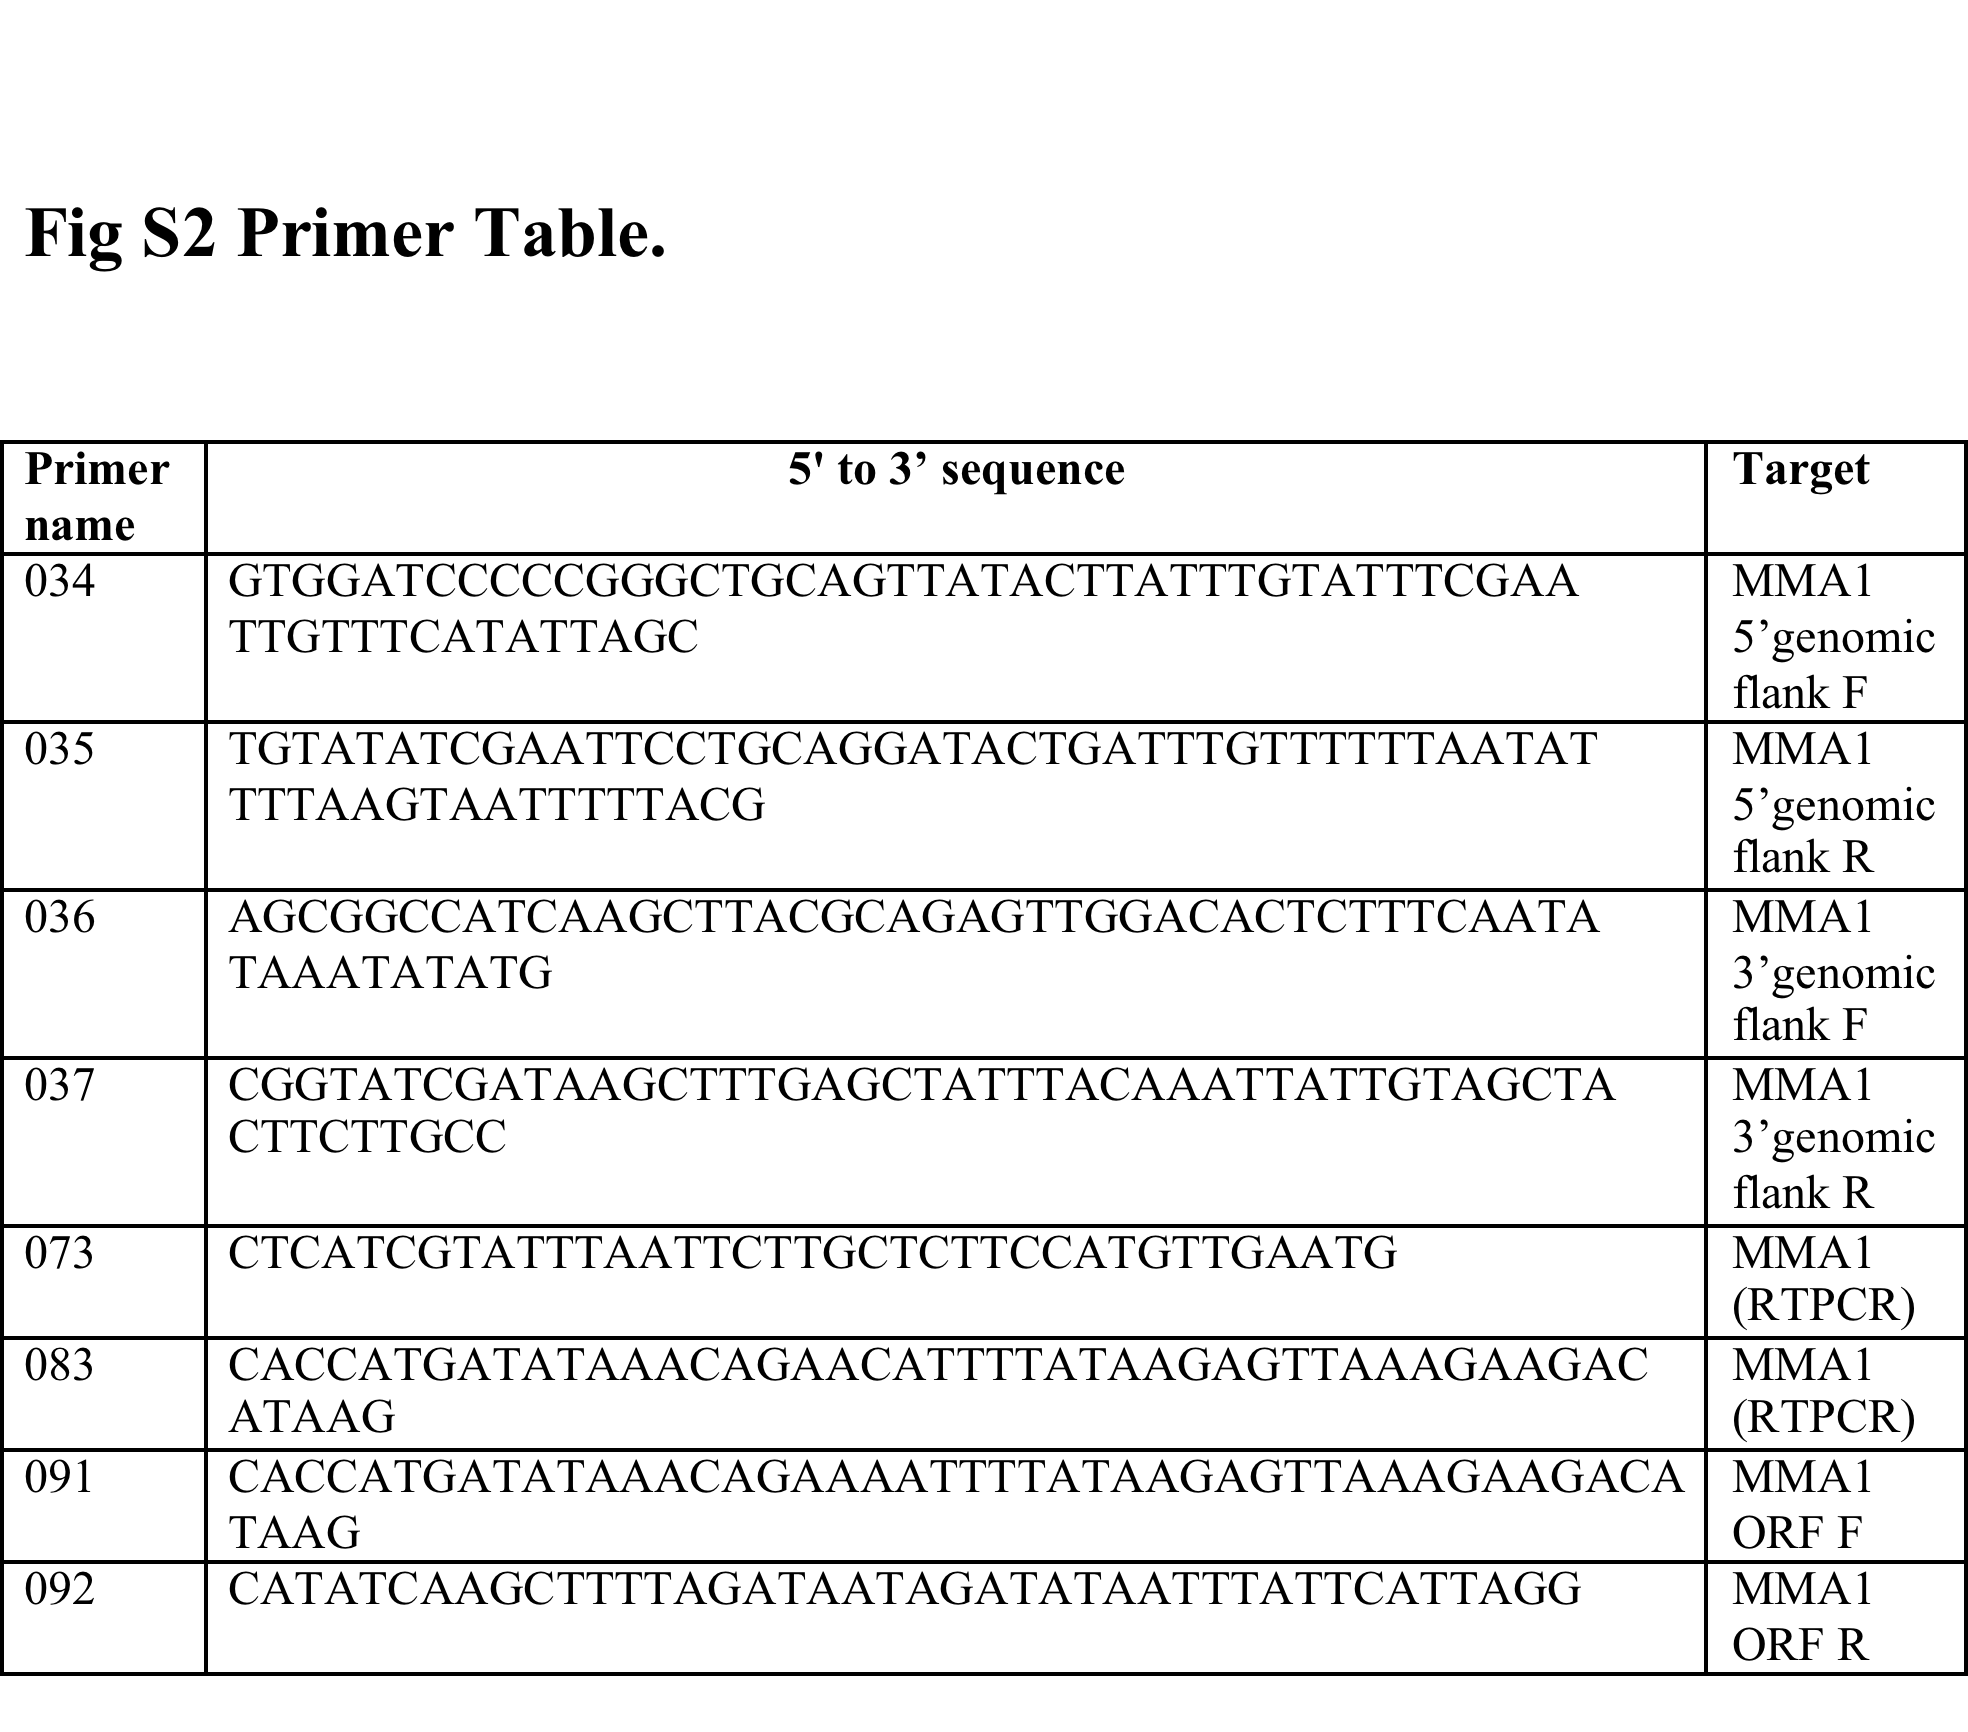 Fig S2 Primer Table.
Primer name
5' to 3’ sequence
Target
034
GTGGATCCCCCGGGCTGCAGTTATACTTATTTGTATTTCGAA
TTGTTTCATATTAGC
MMA1
5’genomic
flank F
035
TGTATATCGAATTCCTGCAGGATACTGATTTGTTTTTTAATAT
TTTAAGTAATTTTTACG
MMA1
5’genomic
flank R
036
AGCGGCCATCAAGCTTACGCAGAGTTGGACACTCTTTCAATA
TAAATATATG
MMA1
3’genomic
flank F
037
CGGTATCGATAAGCTTTGAGCTATTTACAAATTATTGTAGCTA
CTTCTTGCC
MMA1
3’genomic
flank R
073
CTCATCGTATTTAATTCTTGCTCTTCCATGTTGAATG
MMA1
(RTPCR)
083
CACCATGATATAAACAGAACATTTTATAAGAGTTAAAGAAGAC
ATAAG
MMA1
(RTPCR)
091
CACCATGATATAAACAGAAAATTTTATAAGAGTTAAAGAAGACA
TAAG
MMA1
ORF F
092
CATATCAAGCTTTTAGATAATAGATATAATTTATTCATTAGG
MMA1
ORF R